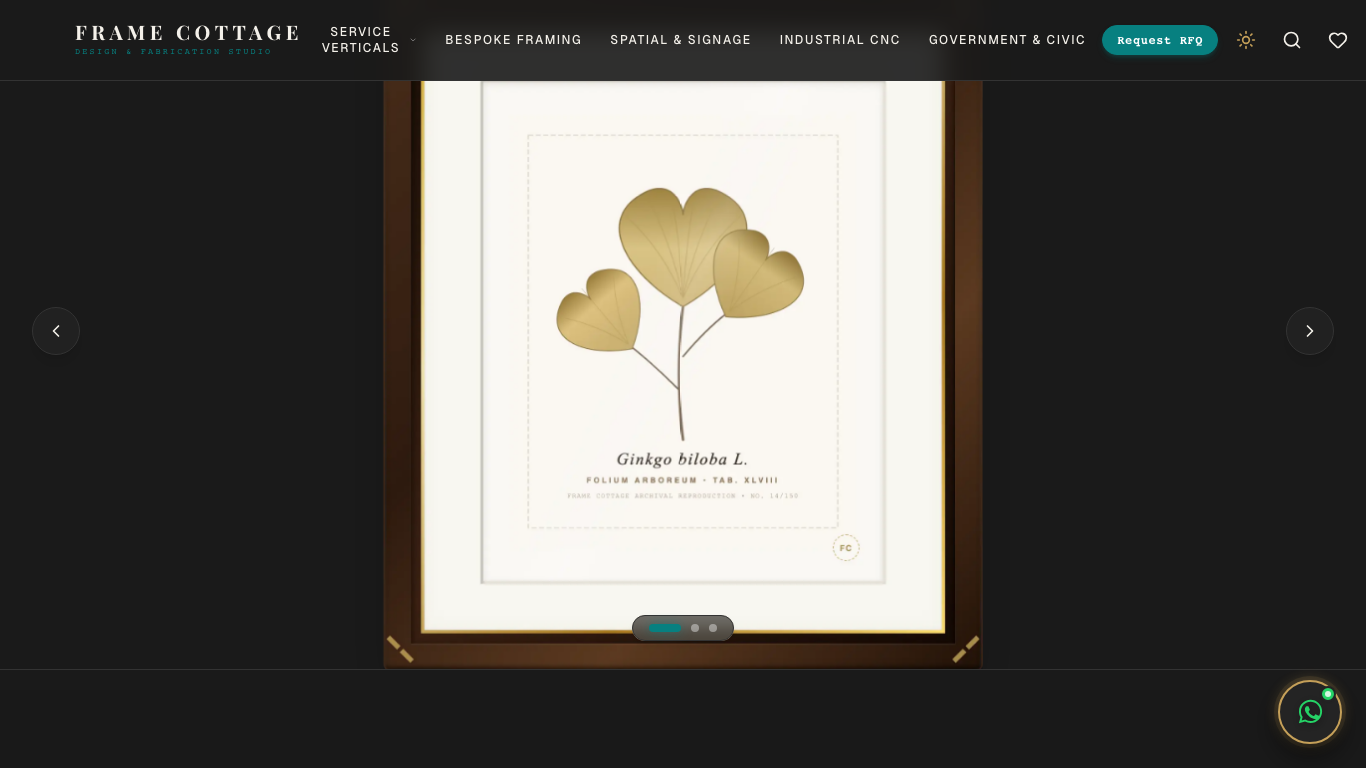 FRAME COTTAGE
DESIGN & FABRICATION STUDIO
SERVICE
VERTICALS
BESPOKE FRAMING
SPATIAL & SIGNAGE
INDUSTRIAL CNC
GOVERNMENT & CIVIC
Request RFQ
Ginkgo biloba L.
FOLIUM ARBOREUM · TAB. XLVIII
FRAME COTTAGE ARCHIVAL REPRODUCTION • NO. 14/150
FC